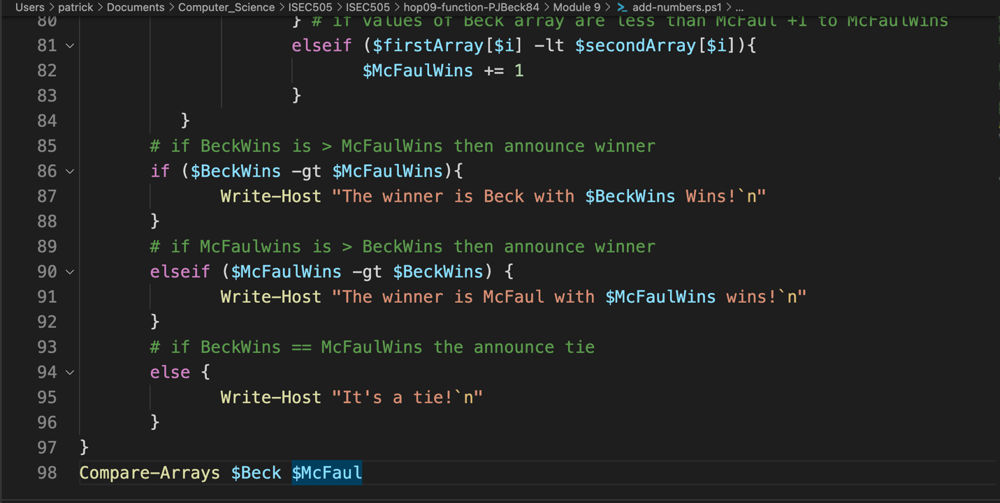 Users > patrick > Documents > Computer_Science > ISEC505 > ISEC505 > hop09-function-PJBeck84 > Module 9 > add-numbers.ps1 > ...
80 } # if values of Beck array are less than McFaul +1 to McFaulWins
81 elseif ($firstArray[$i] -lt $secondArray[$i]){
82 $McFaulWins += 1
83 }
84 }
85 # if BeckWins is > McFaulWins then announce winner
86 if ($BeckWins -gt $McFaulWins){
87 Write-Host "The winner is Beck with $BeckWins Wins!`n"
88 }
89 # if McFaulwins is > BeckWins then announce winner
90 elseif ($McFaulWins -gt $BeckWins) {
91 Write-Host "The winner is McFaul with $McFaulWins wins!`n"
92 }
93 # if BeckWins == McFaulWins the announce tie
94 else {
95 Write-Host "It's a tie!`n"
96 }
97 }
98 Compare-Arrays $Beck $McFaul